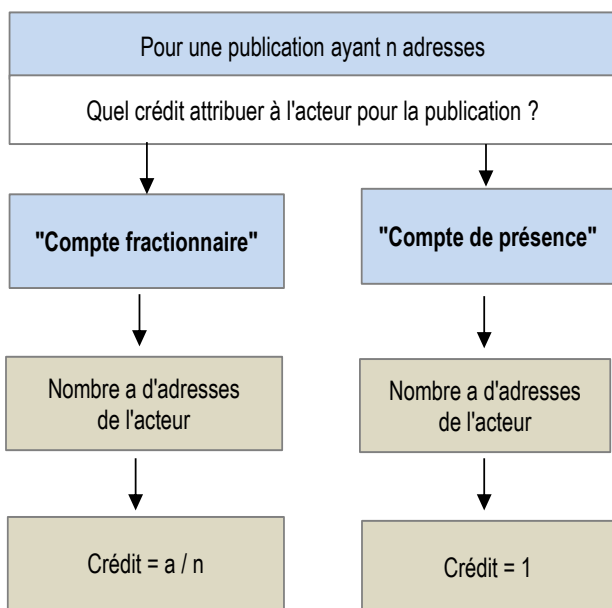 Pour une publication ayant n adresses
Quel crédit attribuer à l'acteur pour la publication ?
"Compte fractionnaire"
"Compte de présence"
Nombre a d'adresses
de l'acteur
Nombre a d'adresses
de l'acteur
Crédit = a / n
Crédit = 1